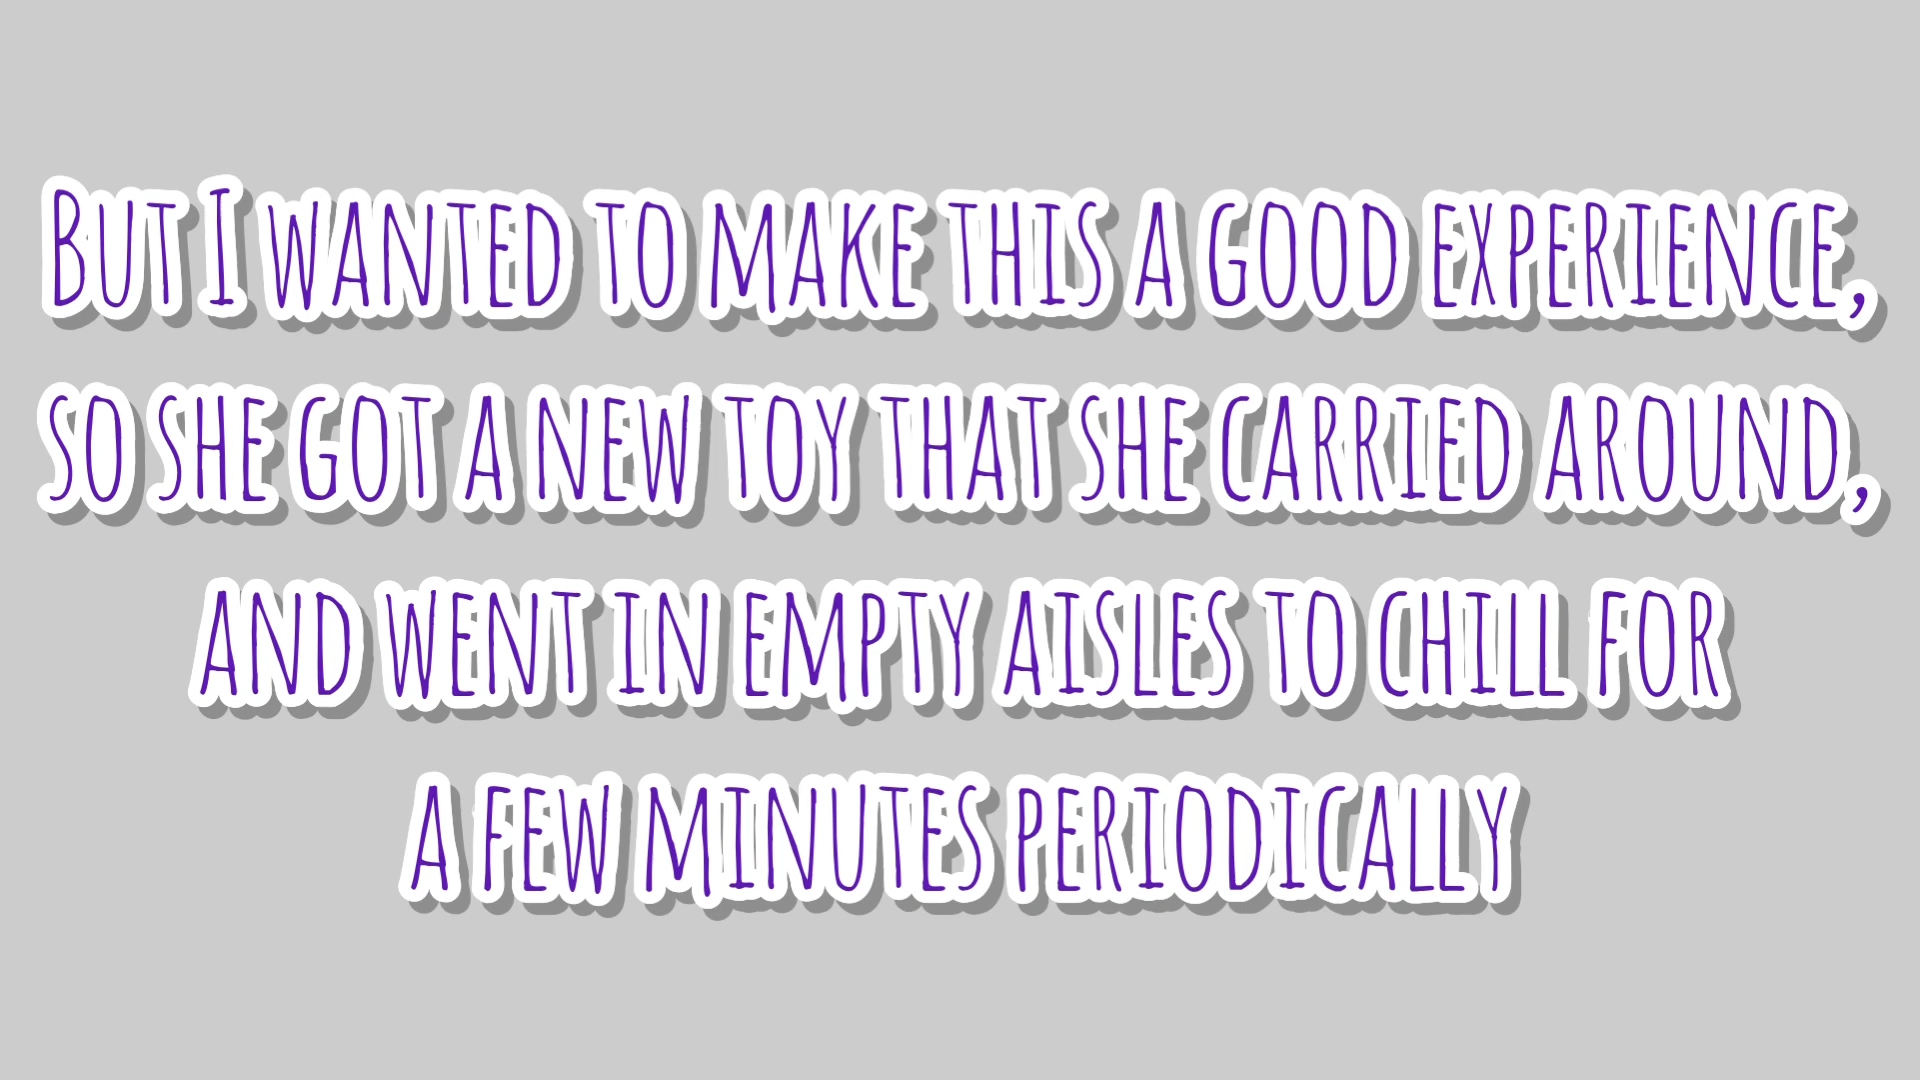 But I wanted to make this a good experience,
so she got a new toy that she carried around,
and went in empty aisles to chill for
a few minutes periodically